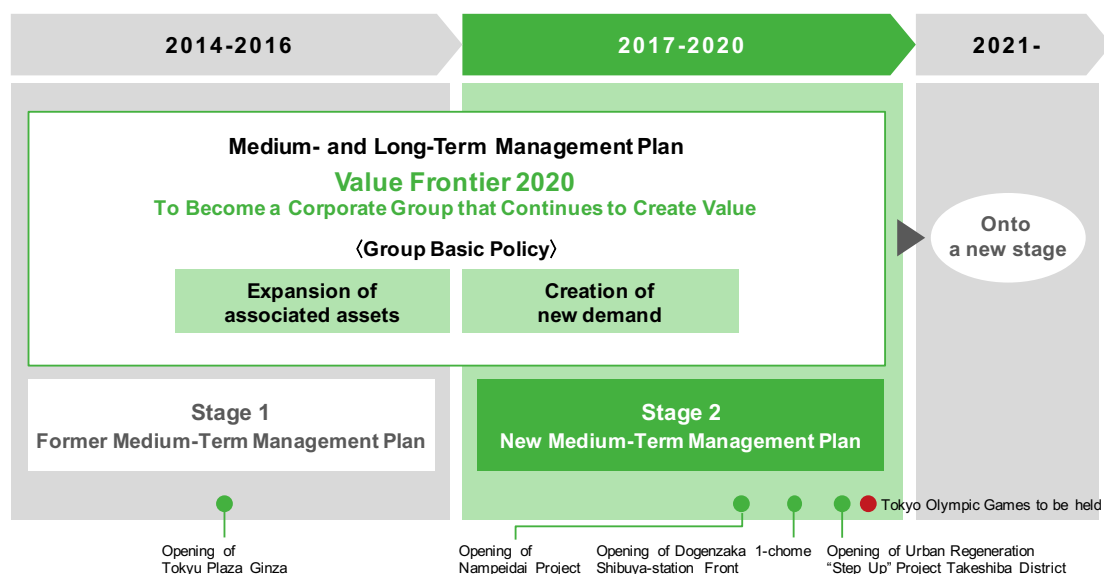 2014-2016
2017-2020
2021-
Medium- and Long-Term Management Plan
Value Frontier 2020
To Become a Corporate Group that Continues to Create Value
〈Group Basic Policy〉
Expansion of
associated assets
Creation of
new demand
Onto
a new stage
Stage 1
Former Medium-Term Management Plan
Stage 2
New Medium-Term Management Plan
Tokyo Olympic Games to be held
Opening of
Tokyu Plaza Ginza
Opening of
Nampeidai Project
Opening of Dogenzaka 1-chome
Shibuya-station Front
Opening of Urban Regeneration
“Step Up” Project Takeshiba District